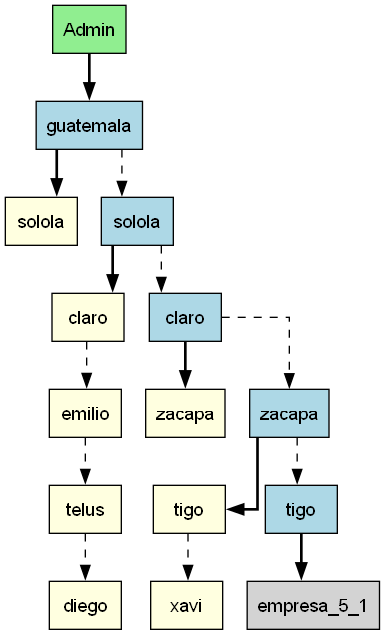 Admin
guatemala
solola
solola
claro
claro
emilio
zacapa
zacapa
telus
tigo
tigo
diego
xavi
empresa_5_1